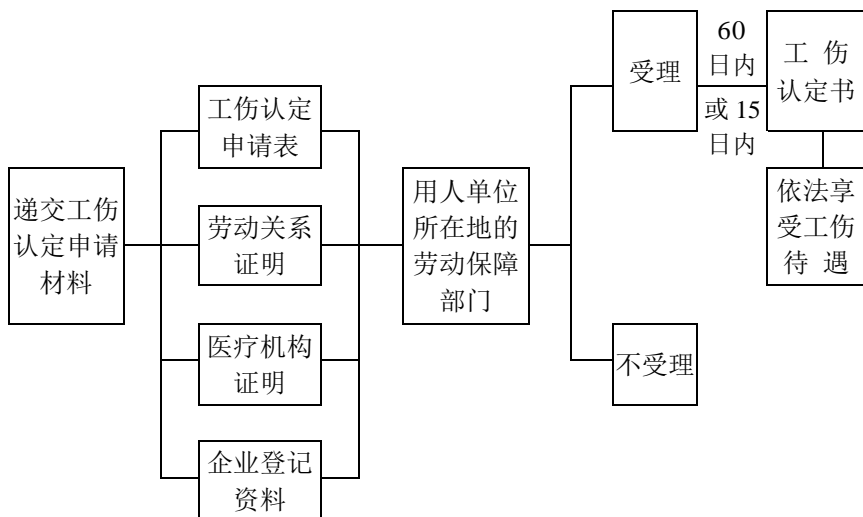 递交工伤
认定申请
材料
工伤认定
申请表
劳动关系
证明
医疗机构
证明
企业登记
资料
用人单位
所在地的
劳动保障
部门
受理
不受理
60
日内
或 15
日内
工 伤
认定书
依法享
受工伤
待 遇